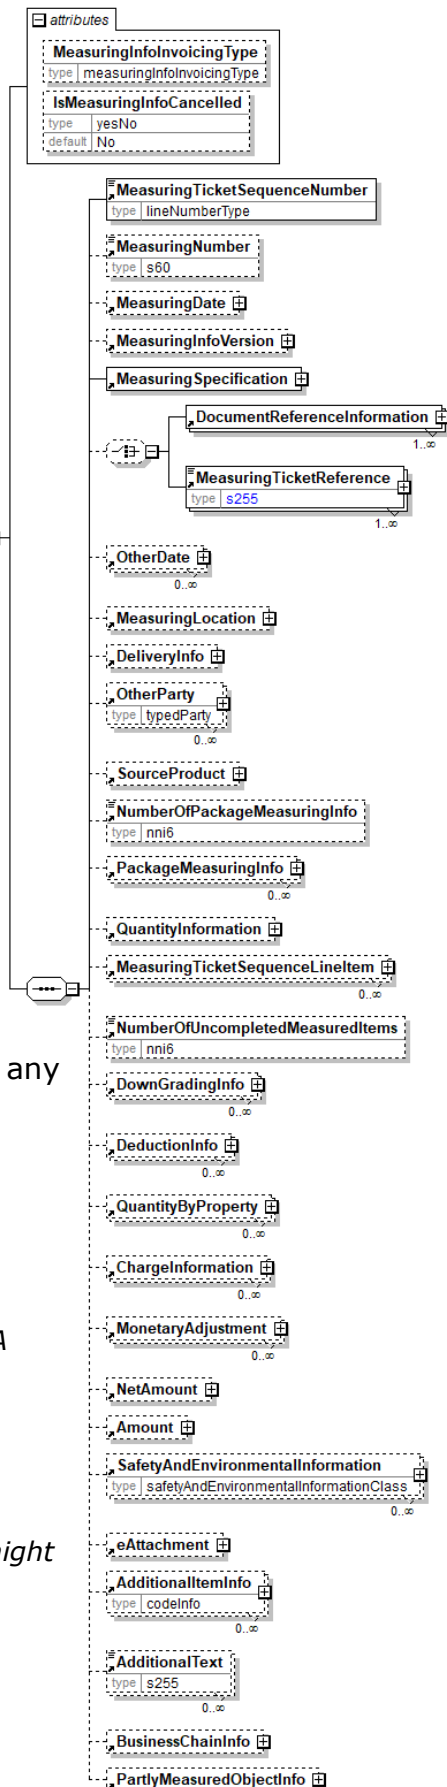 attributes
MeasuringInfoInvoicingType
type measuringInfoInvoicingType
IsMeasuringInfoCancelled
type yesNo
default No
MeasuringTicketSequenceNumber
type lineNumberType
MeasuringNumber
type s60
MeasuringDate
MeasuringInfoVersion
MeasuringSpecification
DocumentReferenceInformation
1..∞
MeasuringTicketReference
type s255
1..∞
OtherDate
0..∞
MeasuringLocation
DeliveryInfo
OtherParty
type typedParty
0..∞
SourceProduct
NumberOfPackageMeasuringInfo
type nni6
PackageMeasuringInfo
0..∞
QuantityInformation
MeasuringTicketSequenceLineItem
0..∞
NumberOfUncompletedMeasuredItems
type nni6
any
DownGradingInfo
0..∞
DeductionInfo
0..∞
QuantityByProperty
0..∞
ChargeInformation
0..∞
MonetaryAdjustment
A
0..∞
NetAmount
Amount
SafetyAndEnvironmentalInformation
type safetyAndEnvironmentalInformationClass
0..∞
eAttachment
AdditionalItemInfo
type codeInfo
0..∞
AdditionalText
type s255
0..∞
BusinessChainInfo
PartlyMeasuredObjectInfo